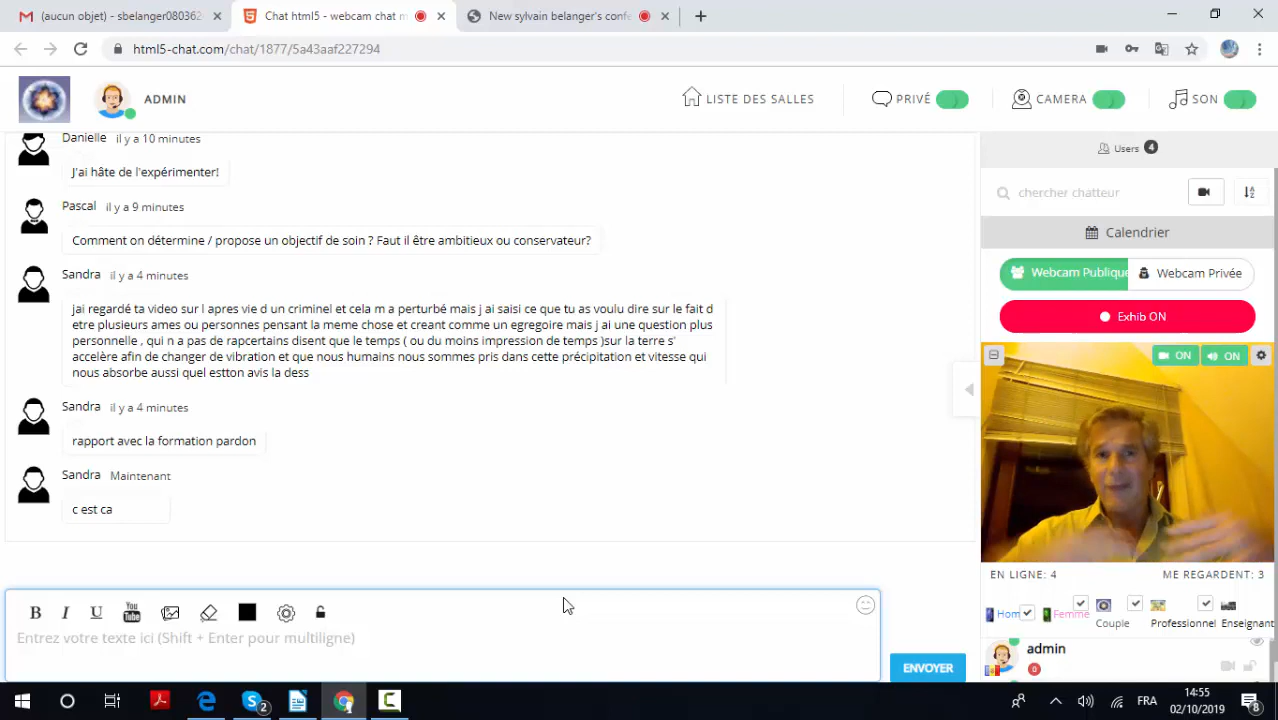 (aucun objet) - sbelanger080362
Chat html5 - webcam chat m
New sylvain belanger's confe
html5-chat.com/chat/1877/5a43aaf227294
ADMIN
LISTE DES SALLES
PRIVÉ
CAMERA
SON
Danielle il y a 10 minutes
J'ai hâte de l'expérimenter!
Pascal il y a 9 minutes
Comment on détermine / propose un objectif de soin ? Faut il être ambitieux ou conservateur?
Sandra il y a 4 minutes
jai regardé ta video sur l apres vie d un criminel et cela m a perturbé mais j ai saisi ce que tu as voulu dire sur le fait d
etre plusieurs ames ou personnes pensant la meme chose et creant comme un egregoire mais j ai une question plus
personnelle , qui n a pas de rapcertains disent que le temps ( ou du moins impression de temps )sur la terre s'
accelère afin de changer de vibration et que nous humains nous sommes pris dans cette précipitation et vitesse qui
nous absorbe aussi quel estton avis la dess
Sandra il y a 4 minutes
rapport avec la formation pardon
Sandra Maintenant
c est ca
B I U You Tube
Entrez votre texte ici (Shift + Enter pour multiligne)
ENVOYER
Users 4
chercher chatteur
Calendrier
Webcam Publique
Webcam Privée
Exhib ON
ON
ON
EN LIGNE: 4 ME REGARDENT: 3
Hom
Femme
Couple
Professionnel
Enseignant
admin
0
2
FRA
14:55
02/10/2019
8